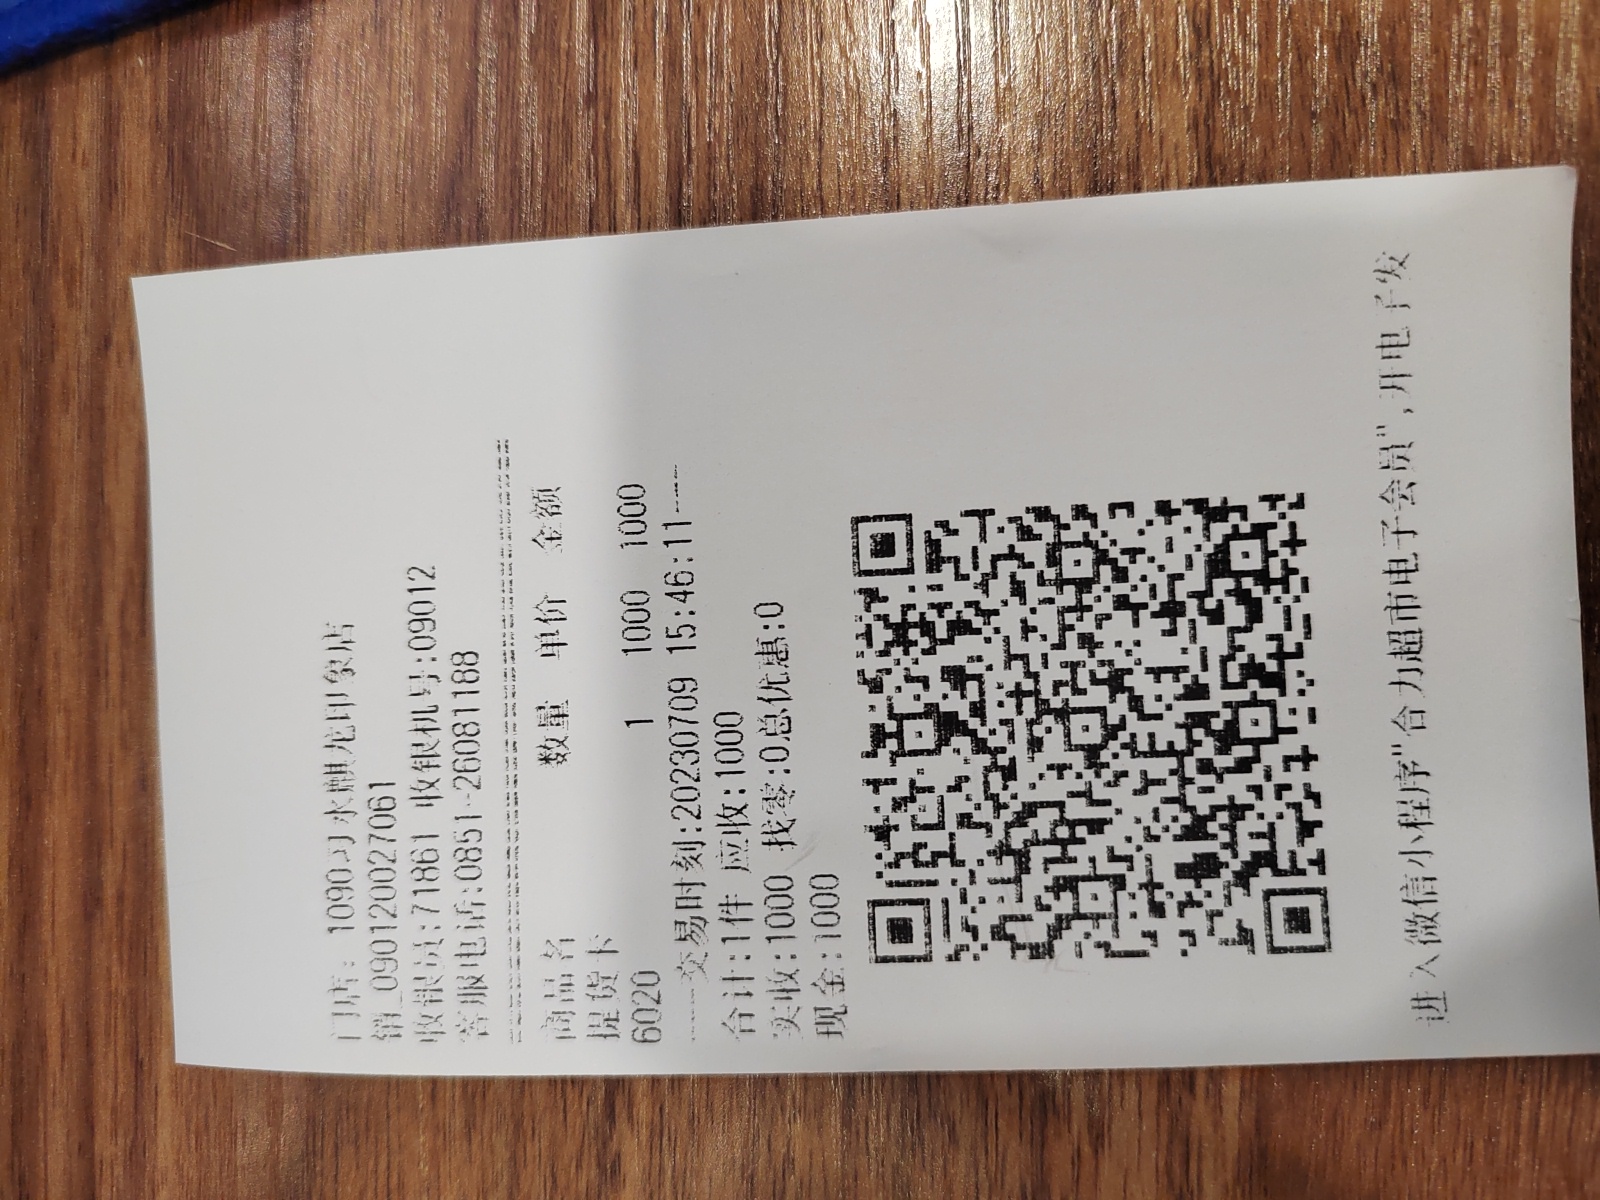 门店: 1090习水麒龙印象店
销_090120027061
收银员:71861 收银机号:09012
客服电话:0851-26081188
商品名 数量 单价 金额
提货卡
6020 1 1000 1000
----交易时刻:20230709 15:46:11----
合计:1件 应收:1000
实收:1000 找零:0总优惠:0
现金:1000
进入微信小程序"合力超市电子会员",开电子发